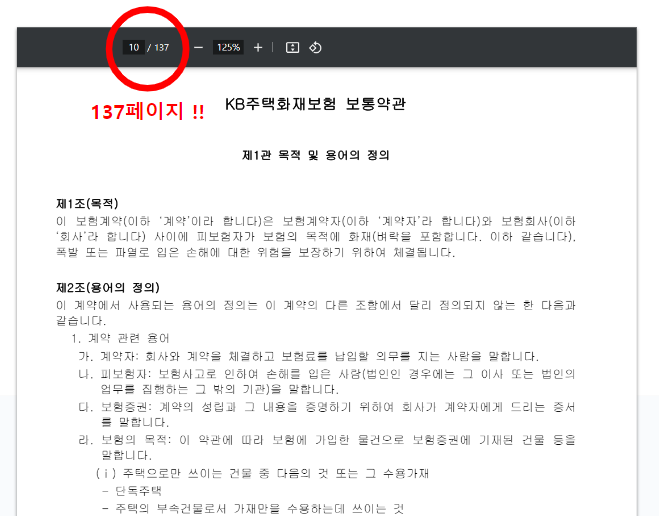 10 / 137 — 125% +
137페이지 !!
KB주택화재보험 보통약관
제1관 목적 및 용어의 정의
제1조(목적)
이 보험계약(이하 ‘계약’이라 합니다)은 보험계약자(이하 ‘계약자’라 합니다)와 보험회사(이하
‘회사’라 합니다) 사이에 피보험자가 보험의 목적에 화재(벼락을 포함합니다. 이하 같습니다).
폭발 또는 파열로 입은 손해에 대한 위험을 보장하기 위하여 체결됩니다.
제2조(용어의 정의)
이 계약에서 사용되는 용어의 정의는 이 계약의 다른 조항에서 달리 정의되지 않는 한 다음과
같습니다.
1. 계약 관련 용어
가. 계약자: 회사와 계약을 체결하고 보험료를 납입할 의무를 지는 사람을 말합니다.
나. 피보험자: 보험사고로 인하여 손해를 입은 사람(법인인 경우에는 그 이사 또는 법인의
업무를 집행하는 그 밖의 기관)을 말합니다.
다. 보험증권: 계약의 성립과 그 내용을 증명하기 위하여 회사가 계약자에게 드리는 증서
를 말합니다.
라. 보험의 목적: 이 약관에 따라 보험에 가입한 물건으로 보험증권에 기재된 건물 등을
말합니다.
(ⅰ) 주택으로만 쓰이는 건물 중 다음의 것 또는 그 수용가재
- 단독주택
- 주택의 부속건물로서 가재만을 수용하는데 쓰이는 것